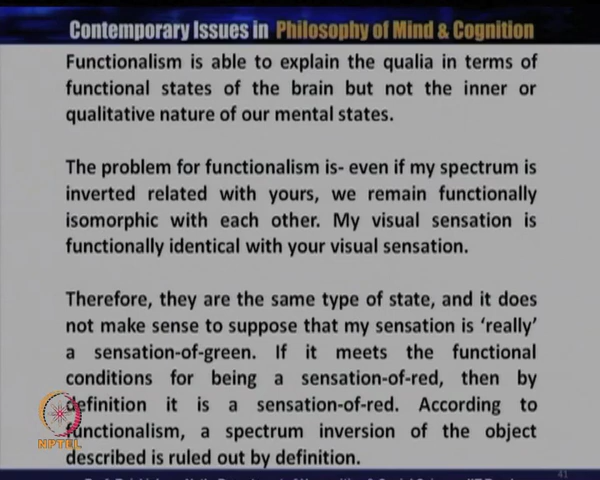 Contemporary Issues in Philosophy of Mind & Cognition
Functionalism is able to explain the qualia in terms of
functional states of the brain but not the inner or
qualitative nature of our mental states.
The problem for functionalism is- even if my spectrum is
inverted related with yours, we remain functionally
isomorphic with each other. My visual sensation is
functionally identical with your visual sensation.
Therefore, they are the same type of state, and it does
not make sense to suppose that my sensation is ‘really’
a sensation-of-green. If it meets the functional
conditions for being a sensation-of-red, then by
definition it is a sensation-of-red. According to
functionalism, a spectrum inversion of the object
described is ruled out by definition.
NPTEL
41